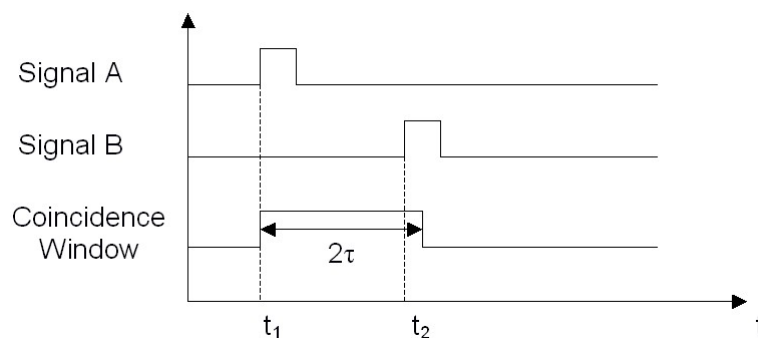 Signal A
Signal B
Coincidence
Window
2τ
t₁
t₂
t